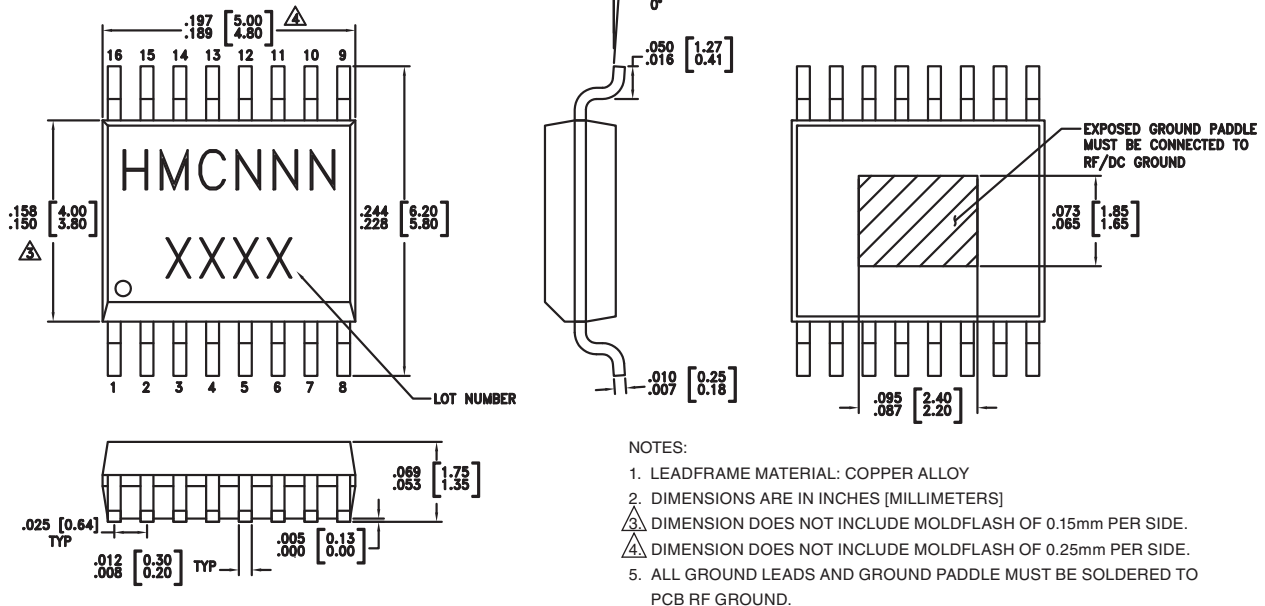 .197 [5.00] 4
.189 [4.80]
16 15 14 13 12 11 10 9
HMCNNN
XXXX
.158 [4.00]
.150 [3.80]
3
.244 [6.20]
.228 [5.80]
1 2 3 4 5 6 7 8
LOT NUMBER
0°
.050 [1.27]
.016 [0.41]
.010 [0.25]
.007 [0.18]
EXPOSED GROUND PADDLE
MUST BE CONNECTED TO
RF/DC GROUND
.073 [1.85]
.065 [1.65]
.095 [2.40]
.087 [2.20]
.069 [1.75]
.053 [1.35]
.025 [0.64]
TYP
.012 [0.30]
.008 [0.20] TYP
.005 [0.13]
.000 [0.00]
NOTES:
1. LEADFRAME MATERIAL: COPPER ALLOY
2. DIMENSIONS ARE IN INCHES [MILLIMETERS]
3. DIMENSION DOES NOT INCLUDE MOLDFLASH OF 0.15mm PER SIDE.
4. DIMENSION DOES NOT INCLUDE MOLDFLASH OF 0.25mm PER SIDE.
5. ALL GROUND LEADS AND GROUND PADDLE MUST BE SOLDERED TO
PCB RF GROUND.